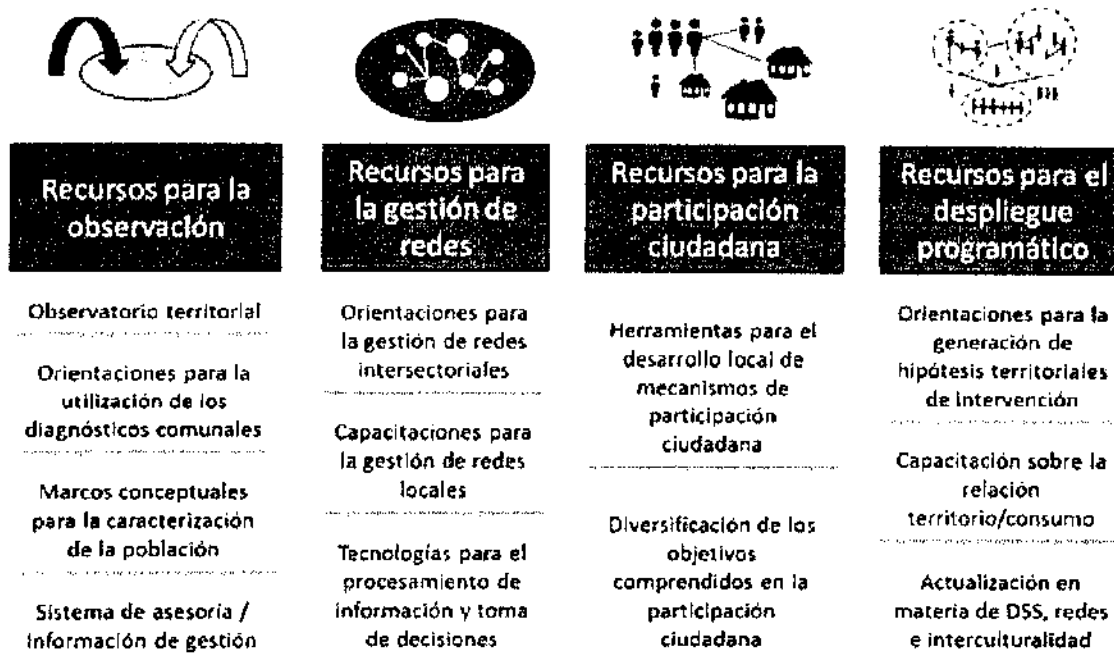 Recursos para la
observación
Observatorio territorial
Orientaciones para la
utilización de los
diagnósticos comunales
Marcos conceptuales
para la caracterización
de la población
Sistema de asesoría /
información de gestión
Recursos para
la gestión de
redes
Orientaciones para
la gestión de redes
intersectoriales
Capacitaciones para
la gestión de redes
locales
Tecnologías para el
procesamiento de
información y toma
de decisiones
Recursos para la
participación
ciudadana
Herramientas para el
desarrollo local de
mecanismos de
participación
ciudadana
Diversificación de los
objetivos
comprendidos en la
participación
ciudadana
Recursos para el
despliegue
programático
Orientaciones para la
generación de
hipótesis territoriales
de intervención
Capacitación sobre la
relación
territorio/consumo
Actualización en
materia de DSS, redes
e interculturalidad